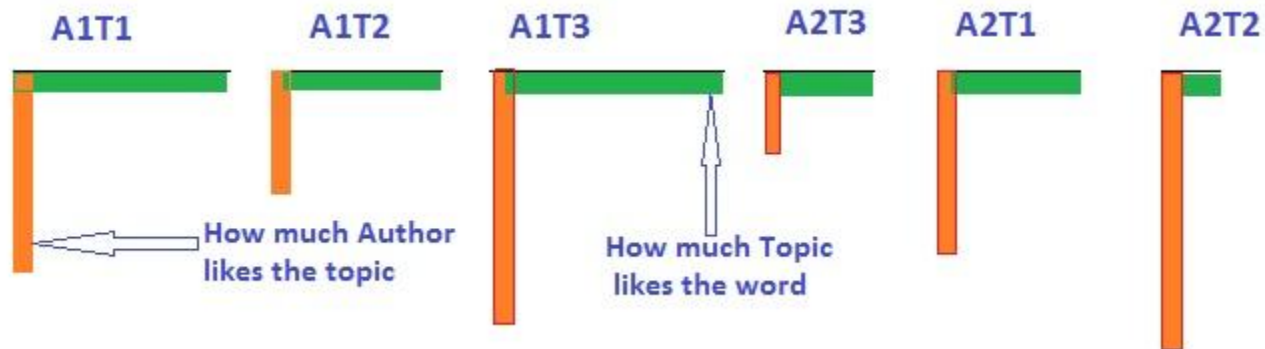 A1T1
A1T2
A1T3
A2T3
A2T1
A2T2
How much Author
likes the topic
How much Topic
likes the word